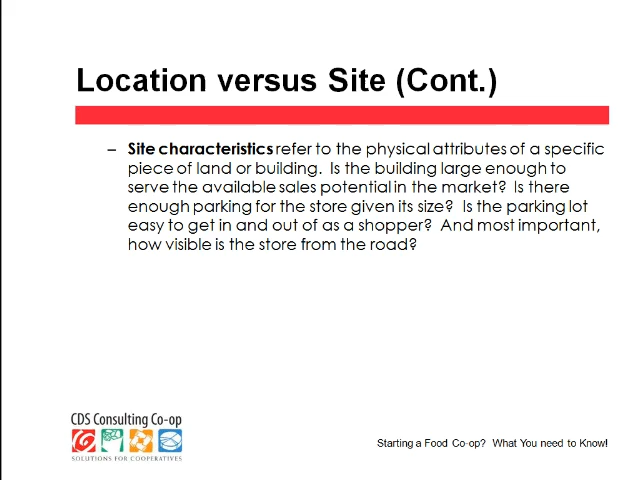 Location versus Site (Cont.)
– Site characteristics refer to the physical attributes of a specific
piece of land or building. Is the building large enough to
serve the available sales potential in the market? Is there
enough parking for the store given its size? Is the parking lot
easy to get in and out of as a shopper? And most important,
how visible is the store from the road?
CDS Consulting Co-op
SOLUTIONS FOR COOPERATIVES
Starting a Food Co-op? What You need to Know!